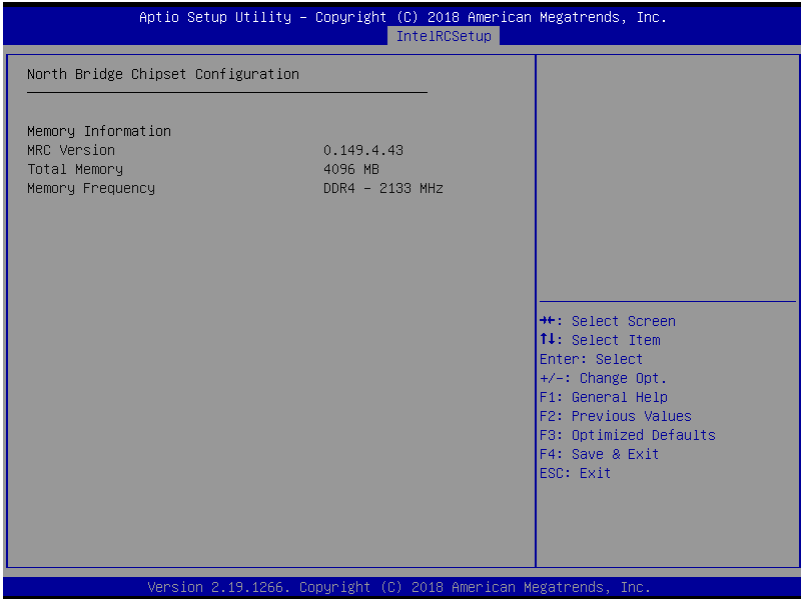 Aptio Setup Utility – Copyright (C) 2018 American Megatrends, Inc.
IntelRCSetup
North Bridge Chipset Configuration
Memory Information
MRC Version 0.149.4.43
Total Memory 4096 MB
Memory Frequency DDR4 – 2133 MHz
→←: Select Screen
↑↓: Select Item
Enter: Select
+/-: Change Opt.
F1: General Help
F2: Previous Values
F3: Optimized Defaults
F4: Save & Exit
ESC: Exit
Version 2.19.1266. Copyright (C) 2018 American Megatrends, Inc.